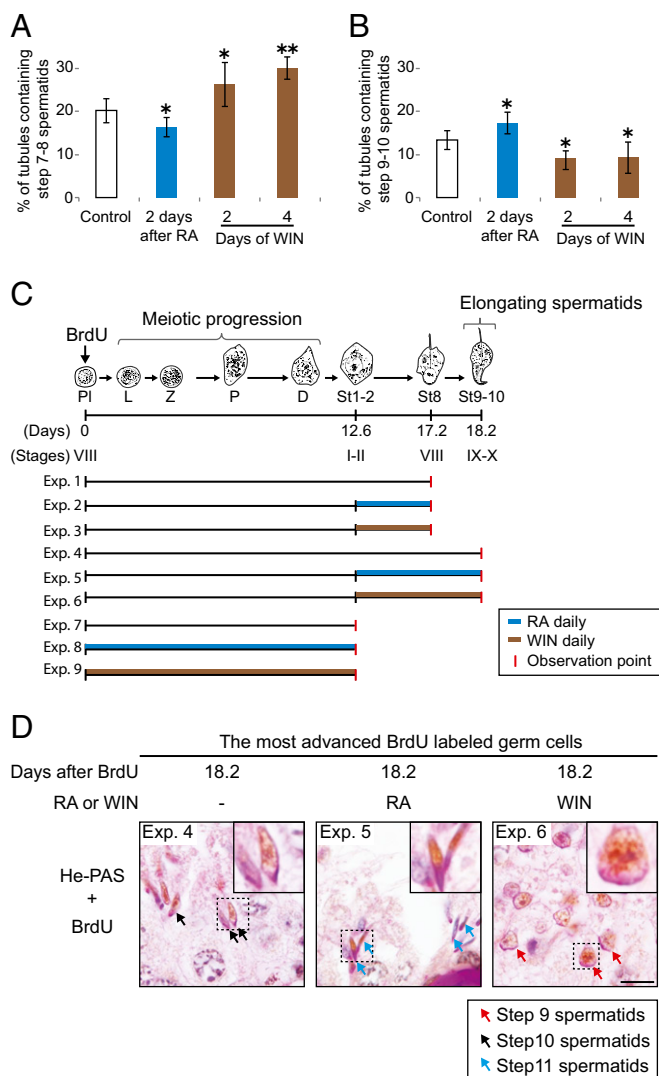 A
% of tubules containing
step 7-8 spermatids
30
20
10
0
*
*
**
Control
2 days
after RA
2
4
Days of WIN
B
% of tubules containing
step 9-10 spermatids
30
20
10
0
*
*
*
Control
2 days
after RA
2
4
Days of WIN
C
Elongating spermatids
BrdU
Meiotic progression
Pl L Z P D St1-2 St8 St9-10
(Days) 0 12.6 17.2 18.2
(Stages) VIII I-II VIII IX-X
Exp. 1
Exp. 2
Exp. 3
Exp. 4
Exp. 5
Exp. 6
Exp. 7
Exp. 8
Exp. 9
RA daily
WIN daily
Observation point
D
The most advanced BrdU labeled germ cells
Days after BrdU 18.2 18.2 18.2
RA or WIN - RA WIN
He-PAS
+
BrdU
Exp. 4
Exp. 5
Exp. 6
Step 9 spermatids
Step10 spermatids
Step11 spermatids